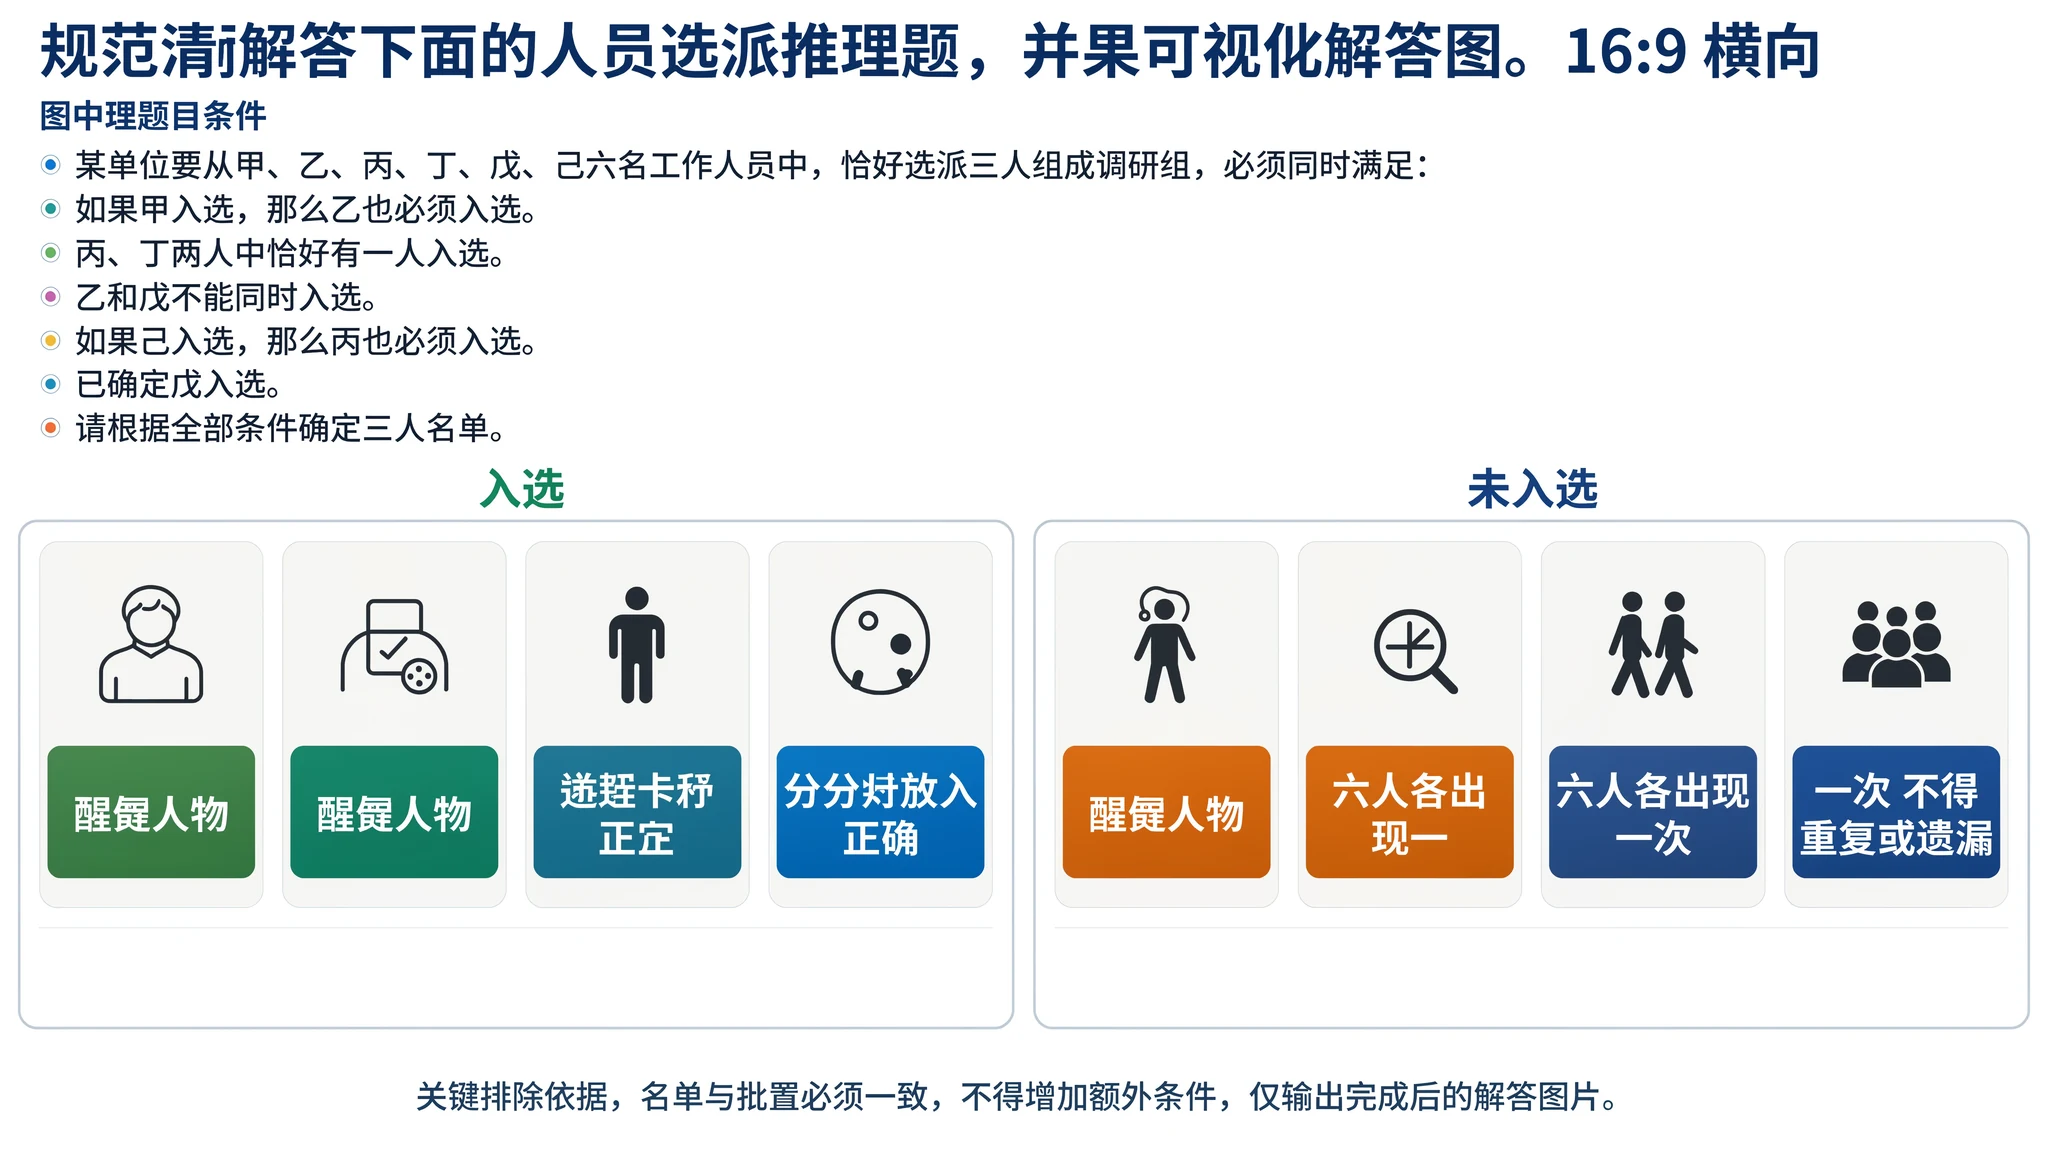 规范清解答下面的人员选派推理题，并果可视化解答图。16:9 横向
图中理题目条件
某单位要从甲、乙、丙、丁、戊、己六名工作人员中，恰好选派三人组成调研组，必须同时满足：
如果甲入选，那么乙也必须入选。
丙、丁两人中恰好有一人入选。
乙和戊不能同时入选。
如果己入选，那么丙也必须入选。
已确定戊入选。
请根据全部条件确定三人名单。
入选
未入选
人物
人物
卡
正
分分放入
正确
人物
六人各出
现一
六人各出现
一次
一次 不得
重复或遗漏
关键排除依据，名单与批置必须一致，不得增加额外条件，仅输出完成后的解答图片。